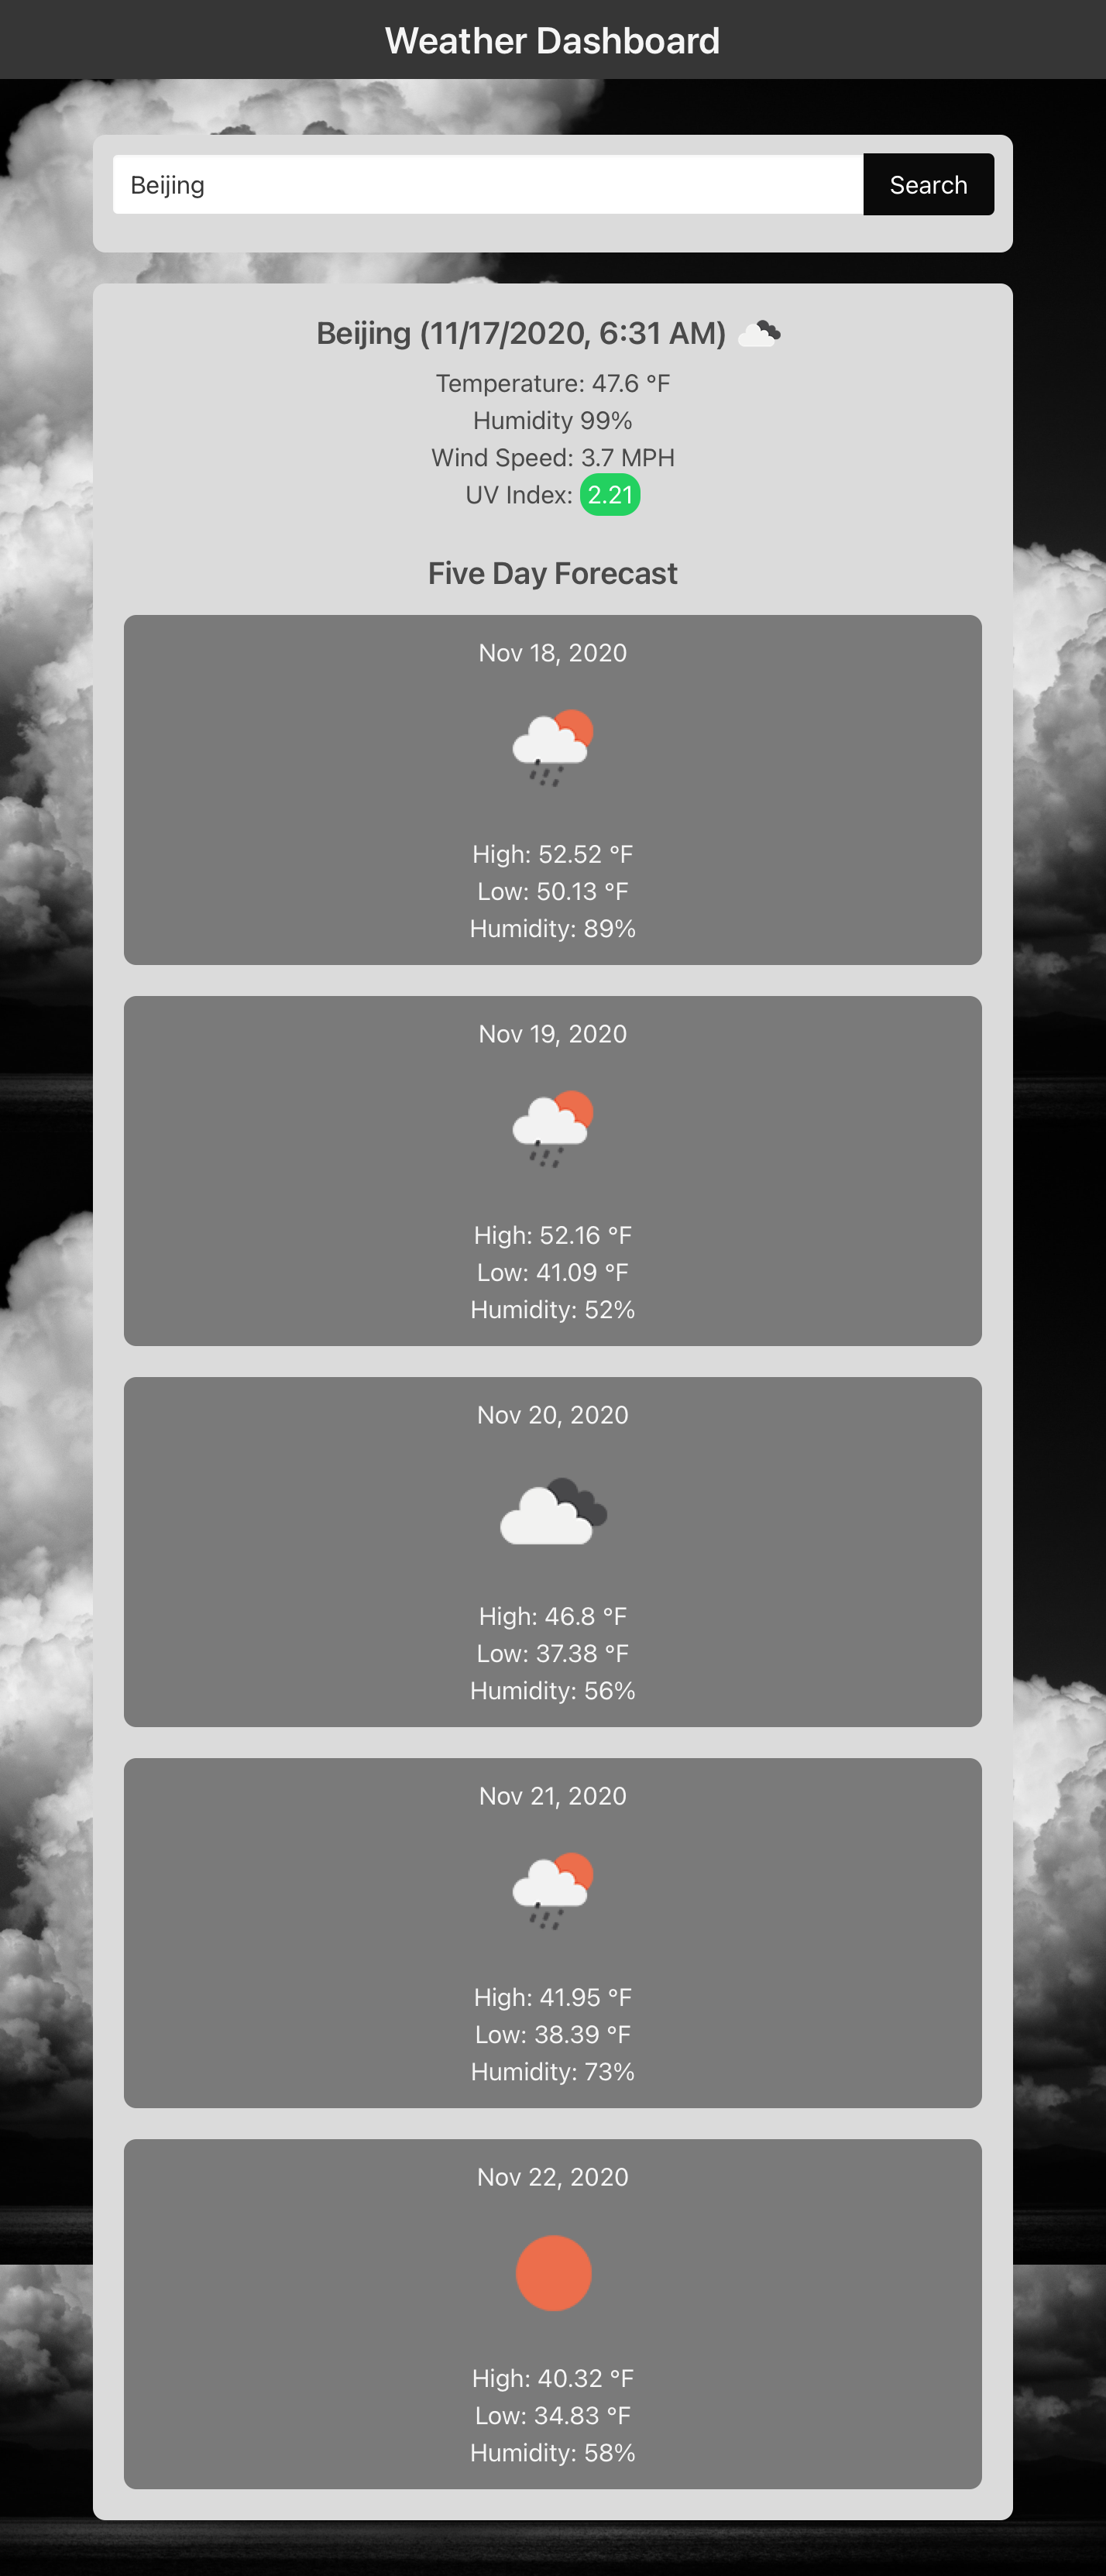 Weather Dashboard
Beijing
Search
Beijing (11/17/2020, 6:31 AM)
Temperature: 47.6 °F
Humidity 99%
Wind Speed: 3.7 MPH
UV Index: 2.21
Five Day Forecast
Nov 18, 2020
High: 52.52 °F
Low: 50.13 °F
Humidity: 89%
Nov 19, 2020
High: 52.16 °F
Low: 41.09 °F
Humidity: 52%
Nov 20, 2020
High: 46.8 °F
Low: 37.38 °F
Humidity: 56%
Nov 21, 2020
High: 41.95 °F
Low: 38.39 °F
Humidity: 73%
Nov 22, 2020
High: 40.32 °F
Low: 34.83 °F
Humidity: 58%